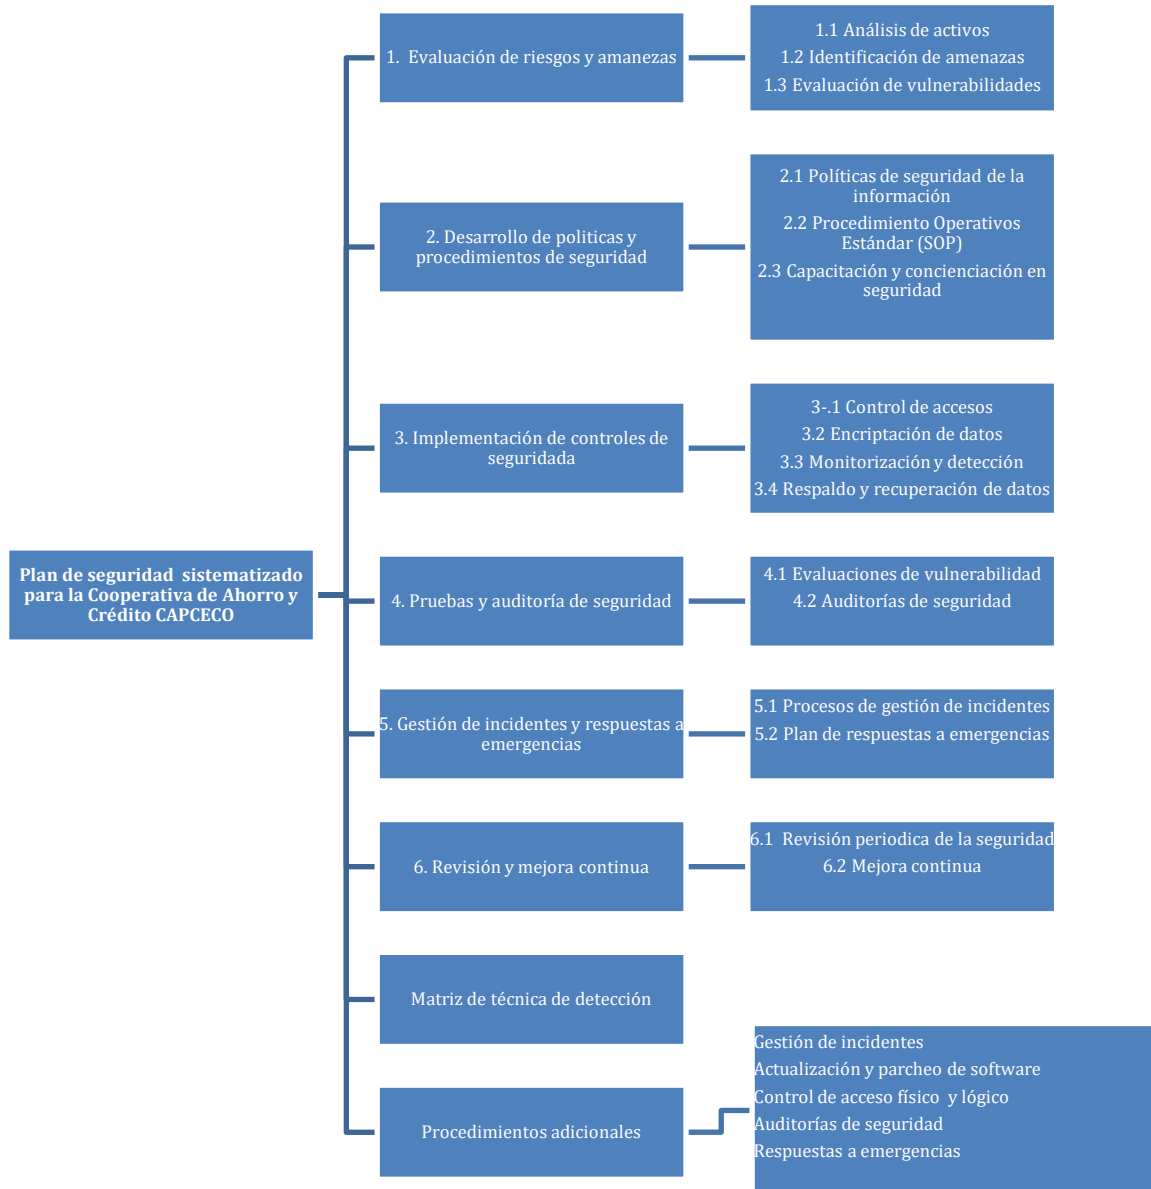 Plan de seguridad  sistematizado
para la Cooperativa de Ahorro y
Crédito CAPCECO
1.  Evaluación de riesgos y amanezas
1.1 Análisis de activos
1.2 Identificación de amenazas
1.3 Evaluación de vulnerabilidades
2. Desarrollo de politicas y
procedimientos de seguridad
2.1 Políticas de seguridad de la
información
2.2 Procedimiento Operativos
Estándar (SOP)
2.3 Capacitación y concienciación en
seguridad
3. Implementación de controles de
seguridada
3-.1 Control de accesos
3.2 Encriptación de datos
3.3 Monitorización y detección
3.4 Respaldo y recuperación de datos
4. Pruebas y auditoría de seguridad
4.1 Evaluaciones de vulnerabilidad
4.2 Auditorías de seguridad
5. Gestión de incidentes y respuestas a
emergencias
5.1 Procesos de gestión de incidentes
5.2 Plan de respuestas a emergencias
6. Revisión y mejora continua
6.1  Revisión periodica de la seguridad
6.2 Mejora continua
Matriz de técnica de detección
Procedimientos adicionales
Gestión de incidentes
Actualización y parcheo de software
Control de acceso físico  y lógico
Auditorías de seguridad
Respuestas a emergencias